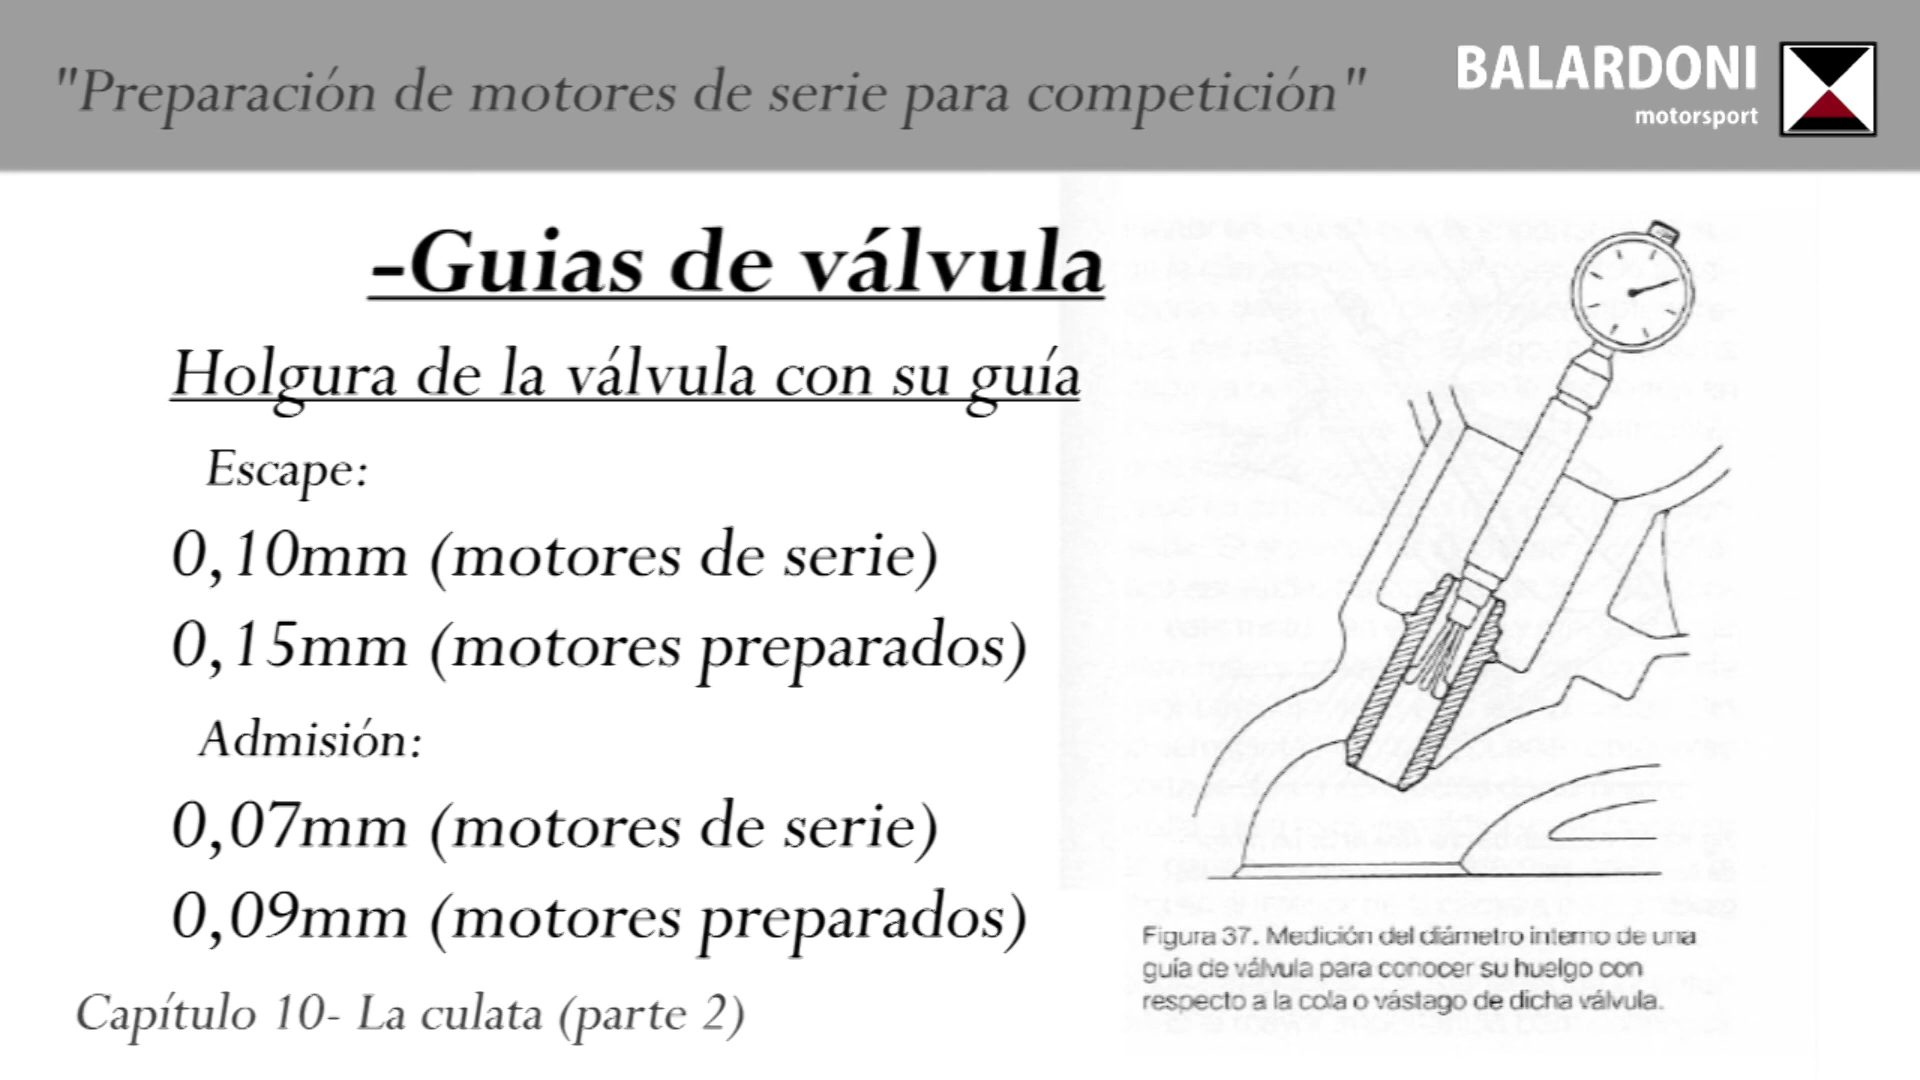 "Preparación de motores de serie para competición"
BALARDONI
motorsport
-Guias de válvula
Holgura de la válvula con su guía
Escape:
0,10mm (motores de serie)
0,15mm (motores preparados)
Admisión:
0,07mm (motores de serie)
0,09mm (motores preparados)
Figura 37. Medición del diámetro interno de una
guía de válvula para conocer su huelgo con
respecto a la cola o vástago de dicha válvula.
Capítulo 10- La culata (parte 2)